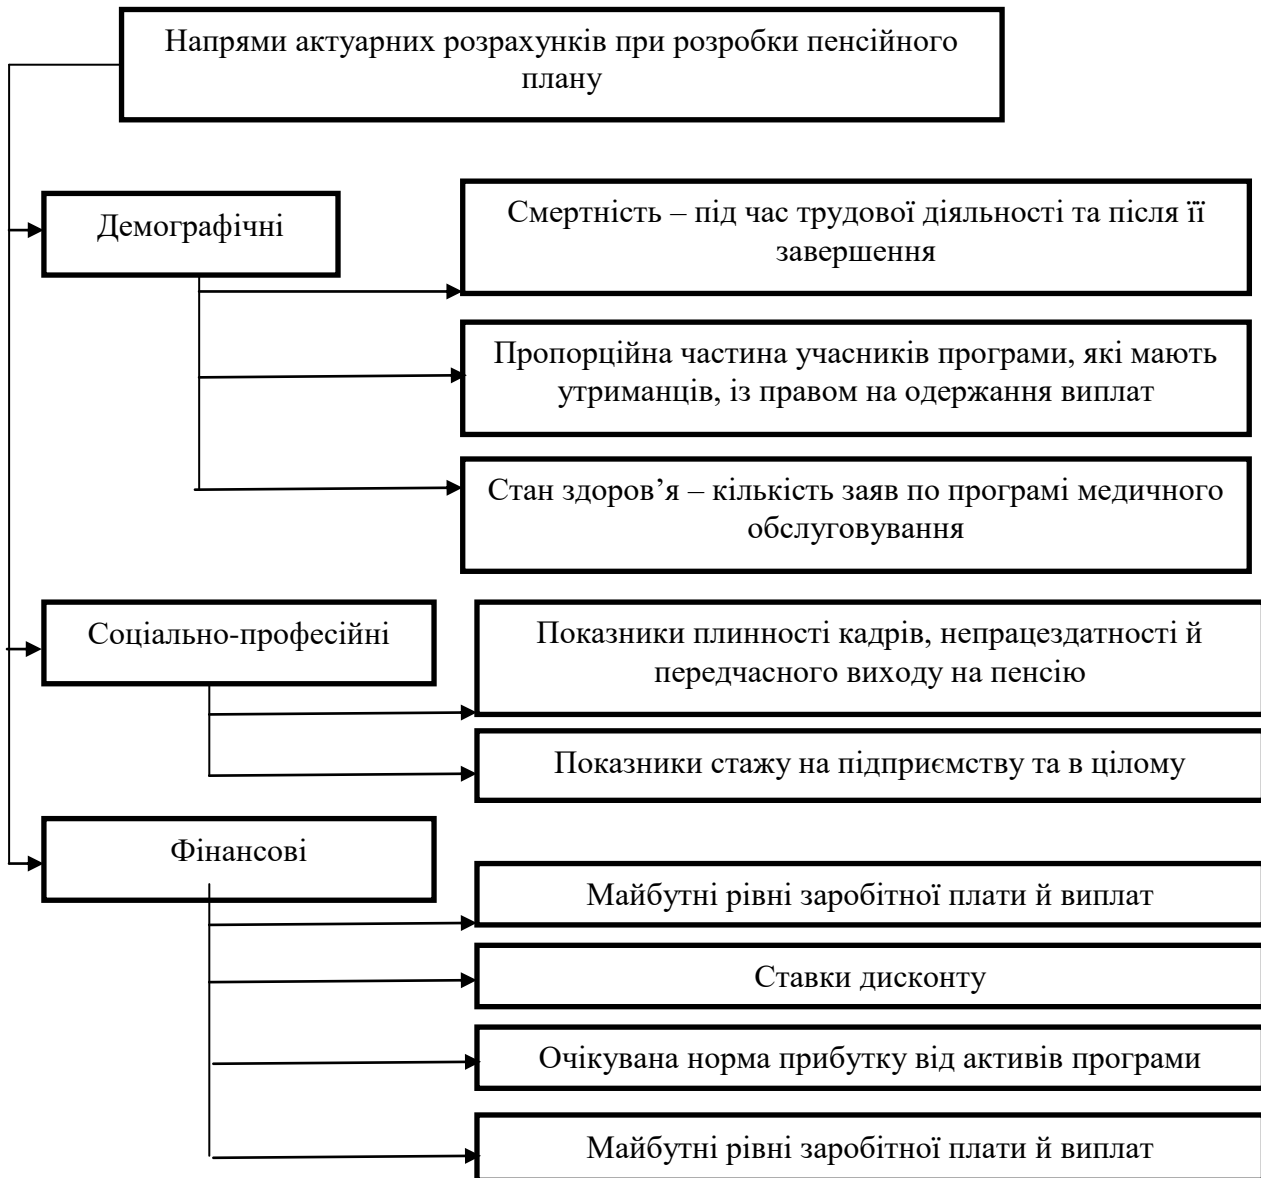 Напрями актуарних розрахунків при розробки пенсійного
плану
Демографічні
Смертність – під час трудової діяльності та після її
завершення
Пропорційна частина учасників програми, які мають
утриманців, із правом на одержання виплат
Стан здоров’я – кількість заяв по програмі медичного
обслуговування
Соціально-професійні
Показники плинності кадрів, непрацездатності й
передчасного виходу на пенсію
Показники стажу на підприємству та в цілому
Фінансові
Майбутні рівні заробітної плати й виплат
Ставки дисконту
Очікувана норма прибутку від активів програми
Майбутні рівні заробітної плати й виплат